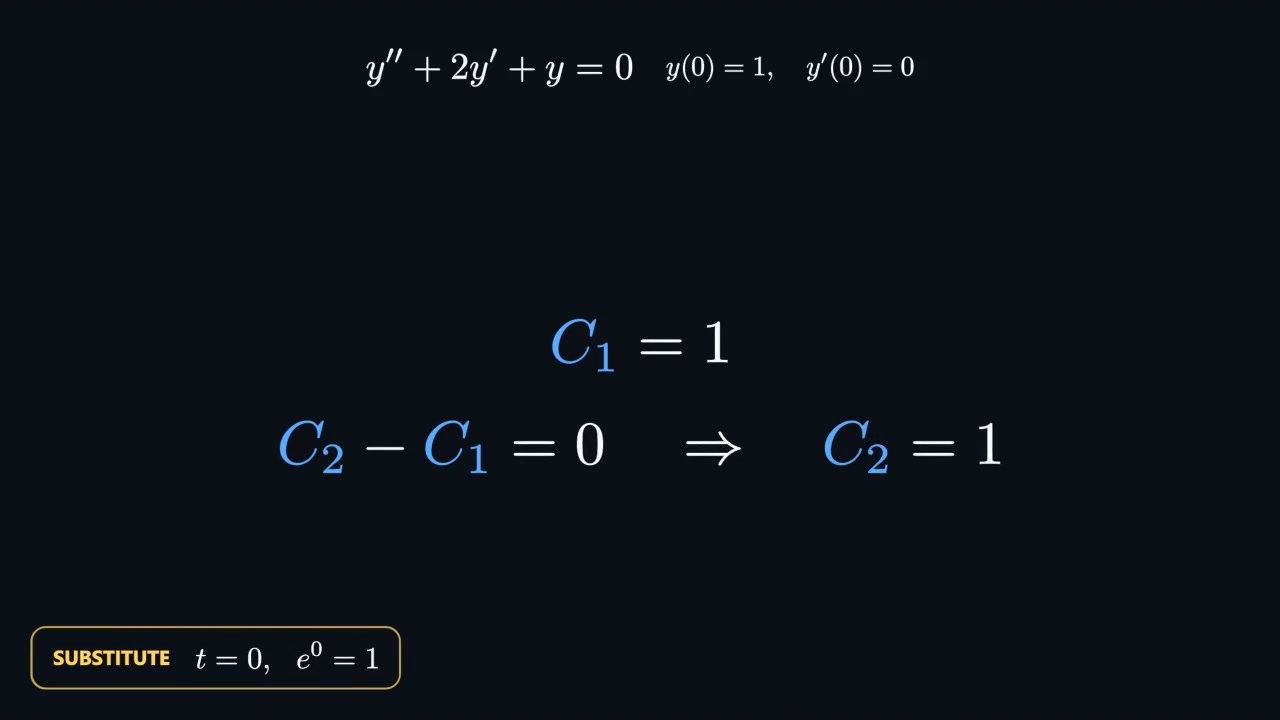 y′′ + 2y′ + y = 0 y(0) = 1, y′(0) = 0
C₁ = 1
C₂ − C₁ = 0 ⇒ C₂ = 1
SUBSTITUTE t = 0, e⁰ = 1